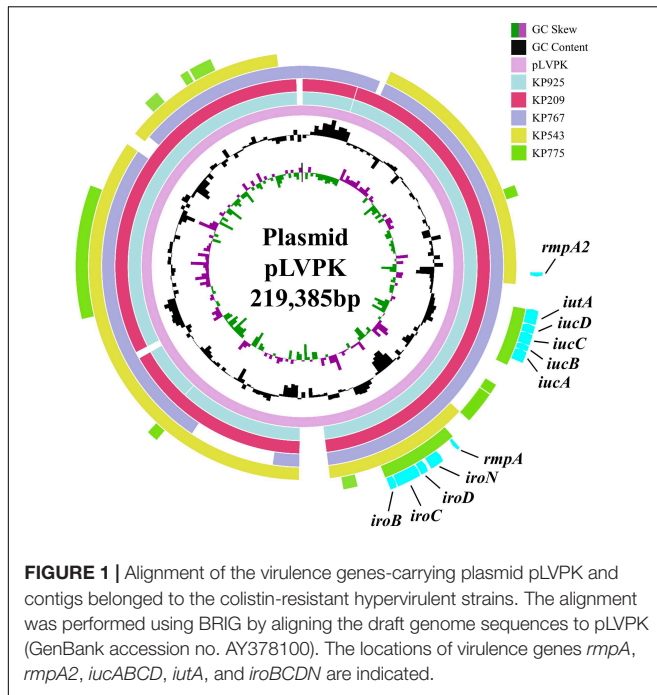 GC Skew
GC Content
pLVPK
KP925
KP209
KP767
KP543
KP775
Plasmid
pLVPK
219,385bp
rmpA2
iutA
iucD
iucC
iucB
iucA
rmpA
iroN
iroD
iroC
iroB
FIGURE 1 | Alignment of the virulence genes-carrying plasmid pLVPK and
contigs belonged to the colistin-resistant hypervirulent strains. The alignment
was performed using BRIG by aligning the draft genome sequences to pLVPK
(GenBank accession no. AY378100). The locations of virulence genes rmpA,
rmpA2, iucABCD, iutA, and iroBCDN are indicated.